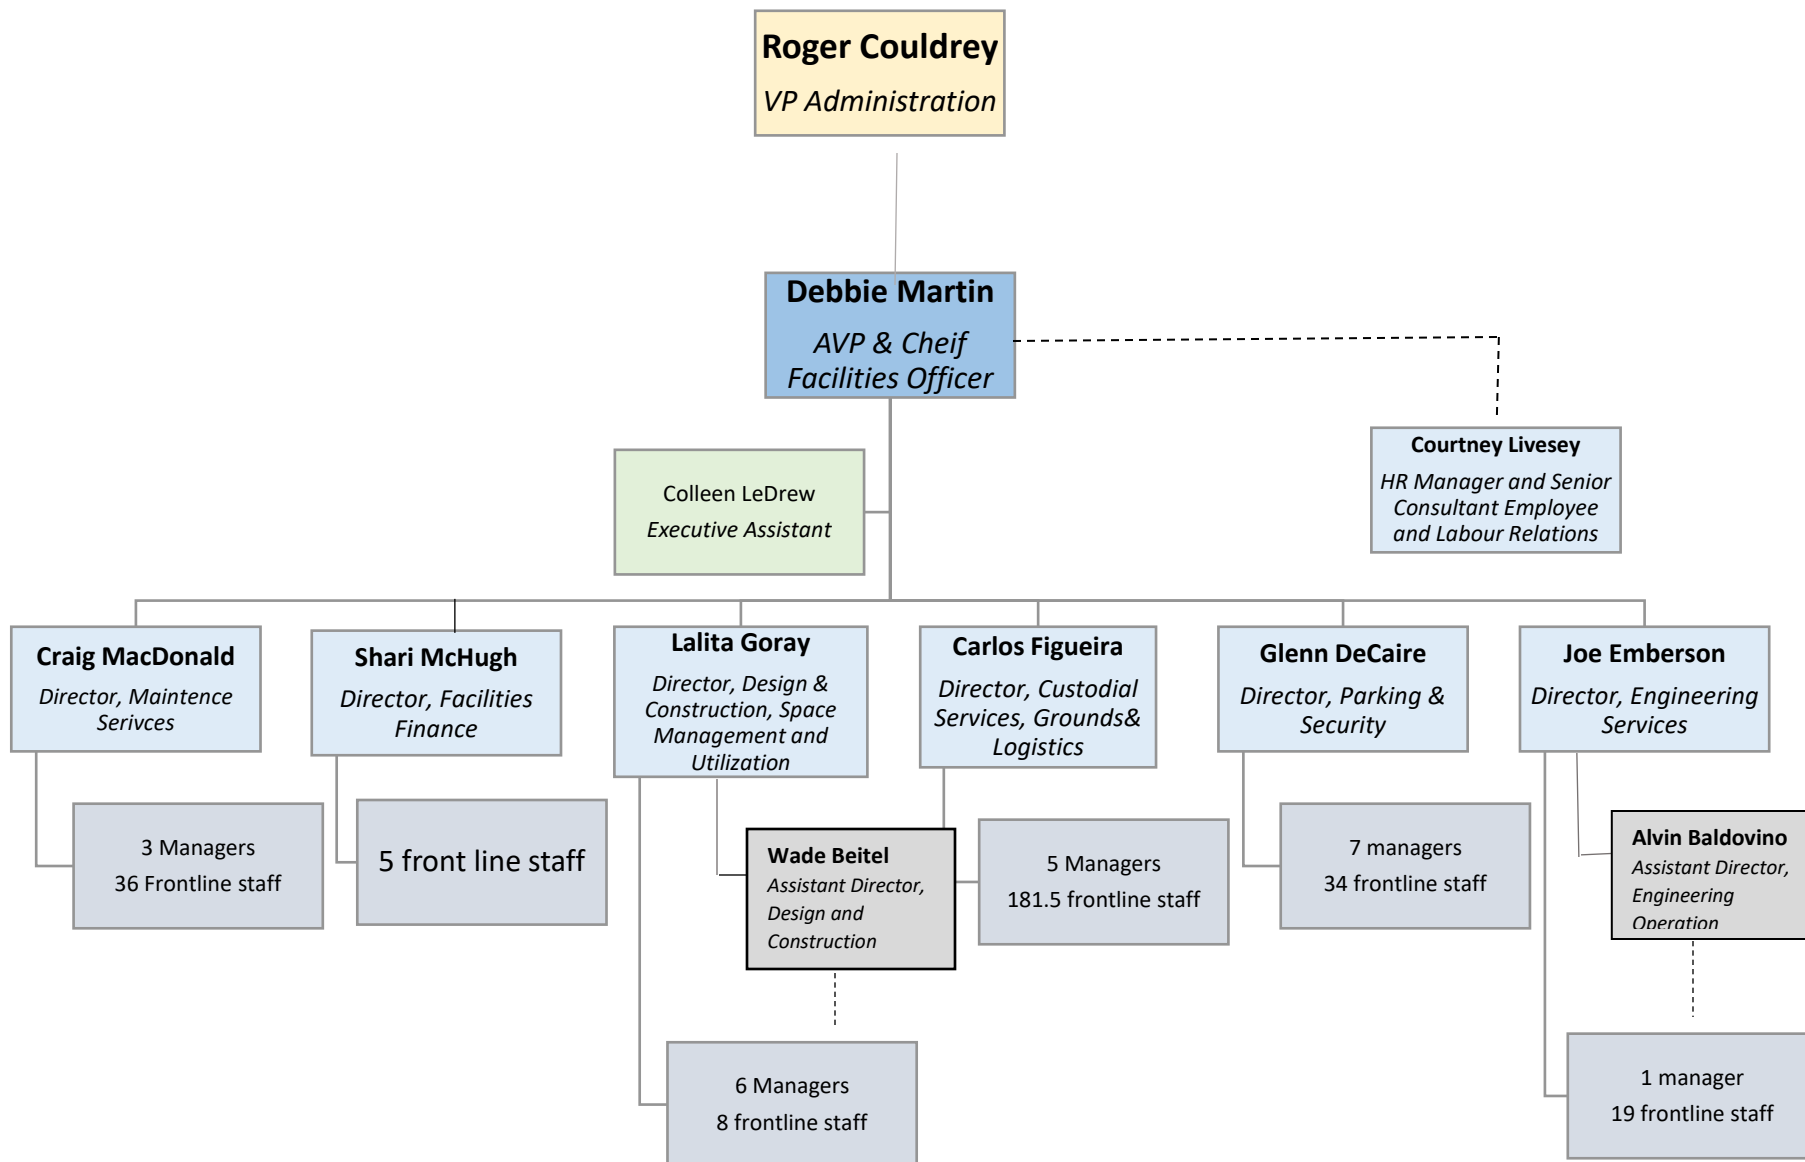 Roger Couldrey
VP Administration
Debbie Martin
AVP & Cheif
Facilities Officer
Courtney Livesey
HR Manager and Senior
Consultant Employee
and Labour Relations
Colleen LeDrew
Executive Assistant
Craig MacDonald
Director, Maintence
Serivces
Shari McHugh
Director, Facilities
Finance
Lalita Goray
Director, Design &
Construction, Space
Management and
Utilization
Carlos Figueira
Director, Custodial
Services, Grounds&
Logistics
Glenn DeCaire
Director, Parking &
Security
Joe Emberson
Director, Engineering
Services
3 Managers
36 Frontline staff
5 front line staff
Wade Beitel
Assistant Director,
Design and
Construction
5 Managers
181.5 frontline staff
7 managers
34 frontline staff
Alvin Baldovino
Assistant Director,
Engineering
Operation
6 Managers
8 frontline staff
1 manager
19 frontline staff